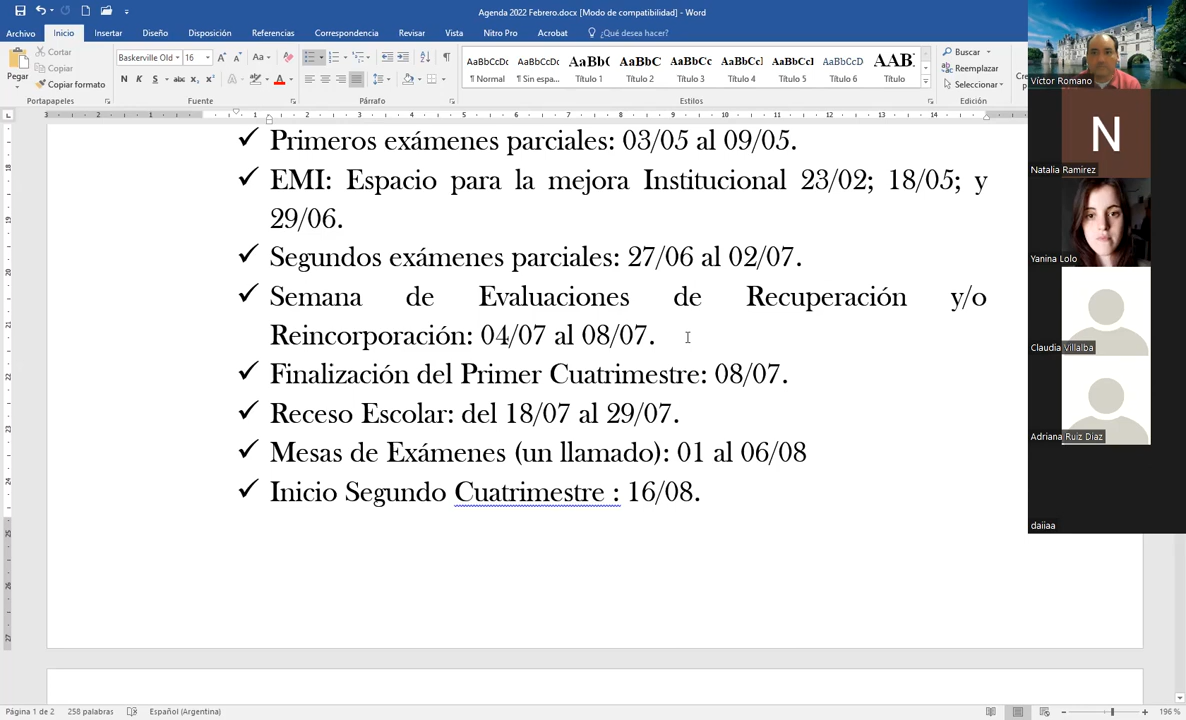 Agenda 2022 Febrero.docx [Modo de compatibilidad] - Word
Archivo Inicio Insertar Diseño Disposición Referencias Correspondencia Revisar Vista Nitro Pro Acrobat ¿Qué desea hacer?
Pegar
Cortar
Copiar
Copiar formato
Portapapeles
Baskerville Old 16
N K S abc x₂ x²
Fuente
Párrafo
AaBbCcDc AaBbCcDc AaBb( AaBbC AaBbCc AaBbCc] AaBbCcI AaBbCcD AAB
¶ Normal ¶ Sin espa... Título 1 Título 2 Título 3 Título 4 Título 5 Título 6 Título
Estilos
Buscar
Reemplazar
Seleccionar
Edición
Primeros exámenes parciales: 03/05 al 09/05.
EMI: Espacio para la mejora Institucional 23/02; 18/05; y
29/06.
Segundos exámenes parciales: 27/06 al 02/07.
Semana de Evaluaciones de Recuperación y/o
Reincorporación: 04/07 al 08/07.
Finalización del Primer Cuatrimestre: 08/07.
Receso Escolar: del 18/07 al 29/07.
Mesas de Exámenes (un llamado): 01 al 06/08
Inicio Segundo Cuatrimestre : 16/08.
Víctor Romano
N
Natalia Ramirez
Yanina Lolo
Claudia Villalba
Adriana Ruiz Diaz
daiiaa
Página 1 de 2 258 palabras Español (Argentina) 196 %